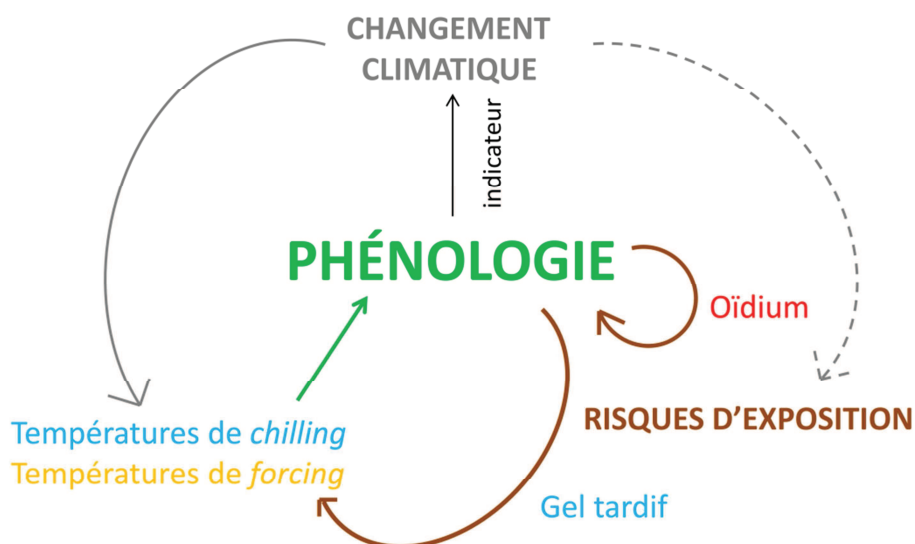 CHANGEMENT
CLIMATIQUE
indicateur
PHÉNOLOGIE
Oïdium
RISQUES D'EXPOSITION
Températures de chilling
Températures de forcing
Gel tardif